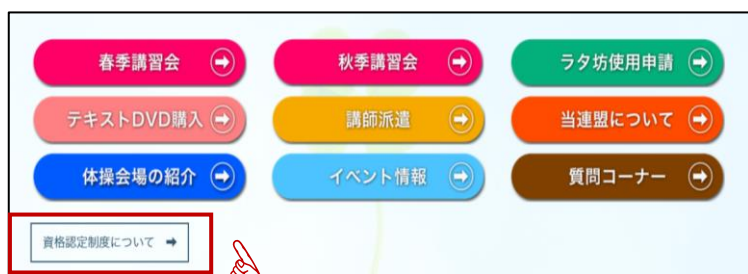 春季講習会
秋季講習会
ラタ坊使用申請
テキストDVD購入
講師派遣
当連盟について
体操会場の紹介
イベント情報
質問コーナー
資格認定制度について